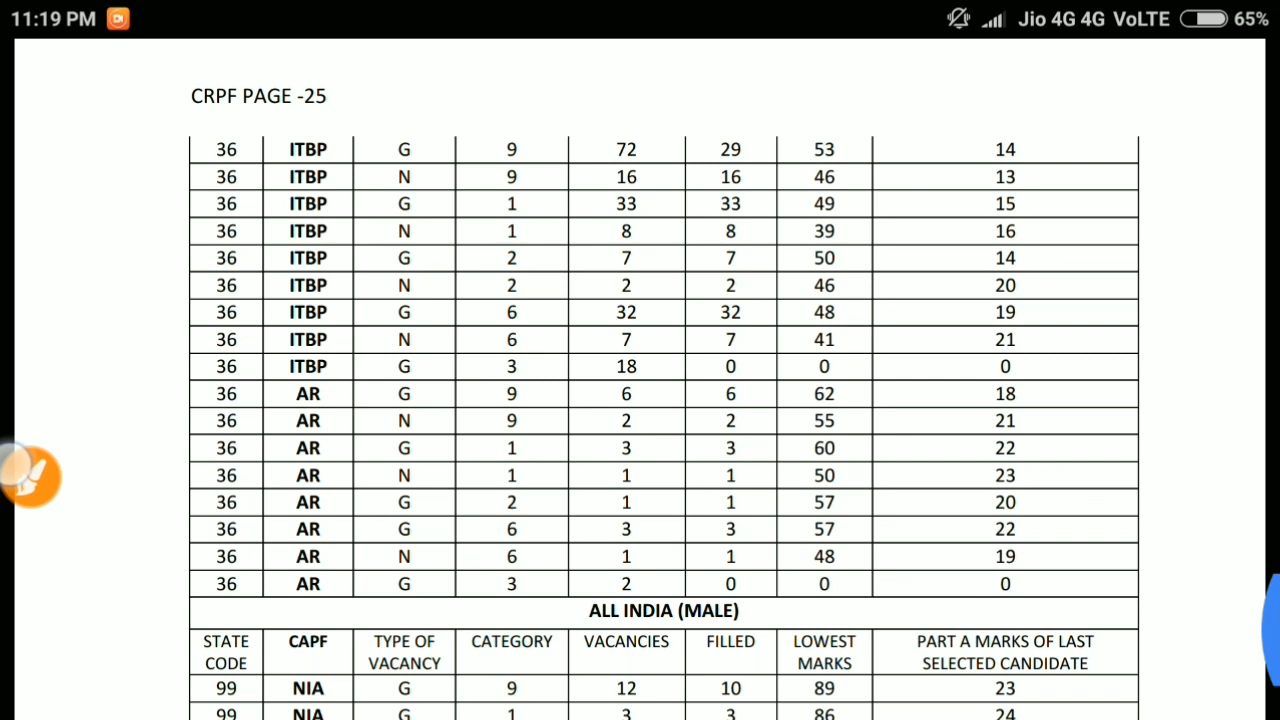 11:19 PM Jio 4G 4G VoLTE 65%
CRPF PAGE -25
36 ITBP G 9 72 29 53 14
36 ITBP N 9 16 16 46 13
36 ITBP G 1 33 33 49 15
36 ITBP N 1 8 8 39 16
36 ITBP G 2 7 7 50 14
36 ITBP N 2 2 2 46 20
36 ITBP G 6 32 32 48 19
36 ITBP N 6 7 7 41 21
36 ITBP G 3 18 0 0 0
36 AR G 9 6 6 62 18
36 AR N 9 2 2 55 21
36 AR G 1 3 3 60 22
36 AR N 1 1 1 50 23
36 AR G 2 1 1 57 20
36 AR G 6 3 3 57 22
36 AR N 6 1 1 48 19
36 AR G 3 2 0 0 0
ALL INDIA (MALE)
STATE CAPF TYPE OF CATEGORY VACANCIES FILLED LOWEST PART A MARKS OF LAST
CODE VACANCY MARKS SELECTED CANDIDATE
99 NIA G 9 12 10 89 23
99 NIA G 1 3 3 86 24